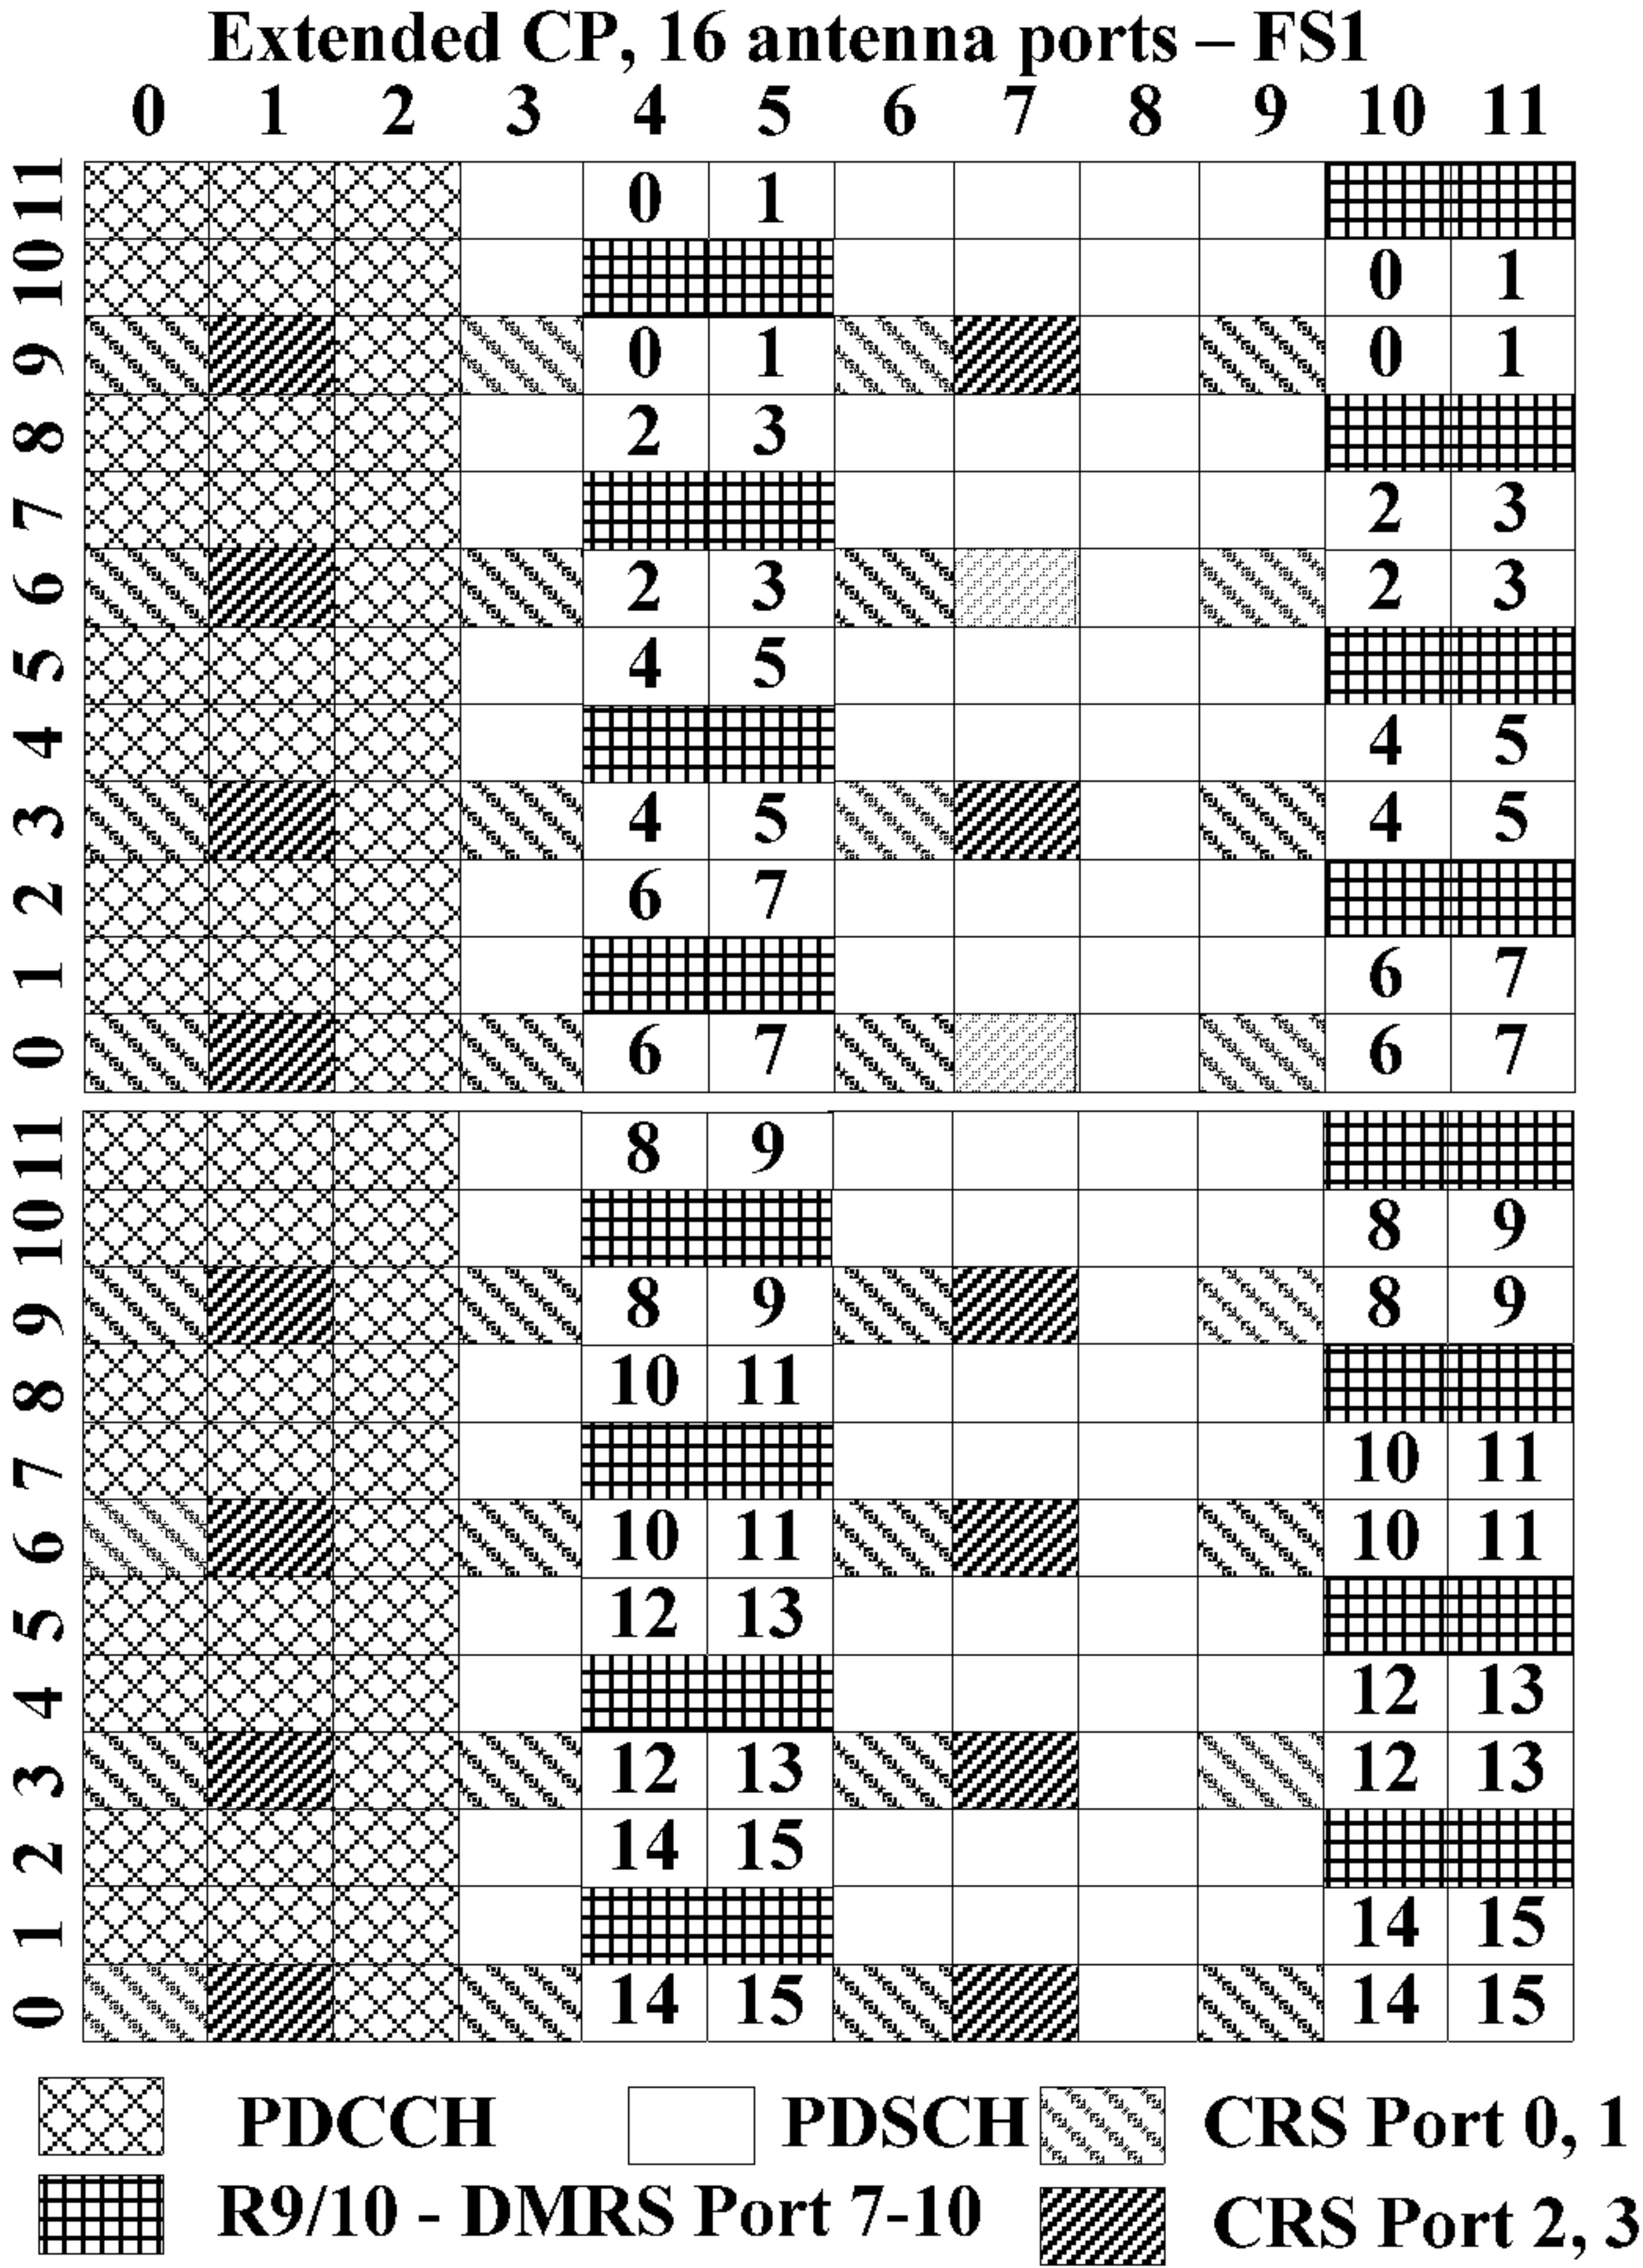 Extended CP, 16 antenna ports – FS1
0 1 2 3 4 5 6 7 8 9 10 11
11 0 1
10 0 1
9 0 1 0 1
8 2 3
7 2 3
6 2 3 2 3
5 4 5
4 4 5
3 4 5 4 5
2 6 7
1 6 7
0 6 7 6 7
11 8 9
10 8 9
9 8 9 8 9
8 10 11
7 10 11
6 10 11 10 11
5 12 13
4 12 13
3 12 13 12 13
2 14 15
1 14 15
0 14 15 14 15
PDCCH PDSCH CRS Port 0, 1
R9/10 - DMRS Port 7-10 CRS Port 2, 3